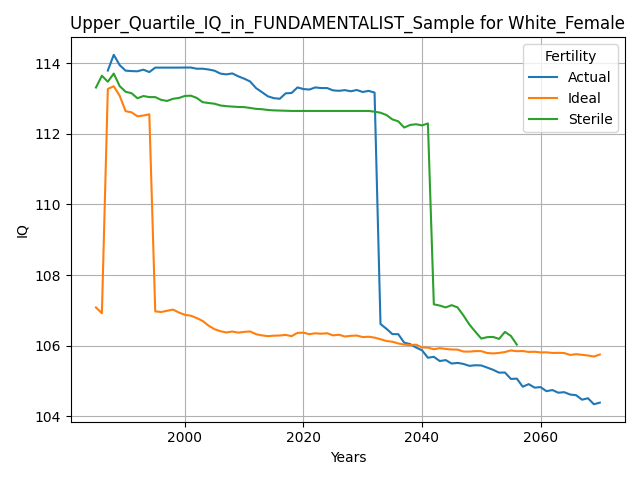 Upper_Quartile_IQ_in_FUNDAMENTALIST_Sample for White_Female
Fertility
Actual
Ideal
Sterile
114
112
110
108
106
104
IQ
2000
2020
2040
2060
Years